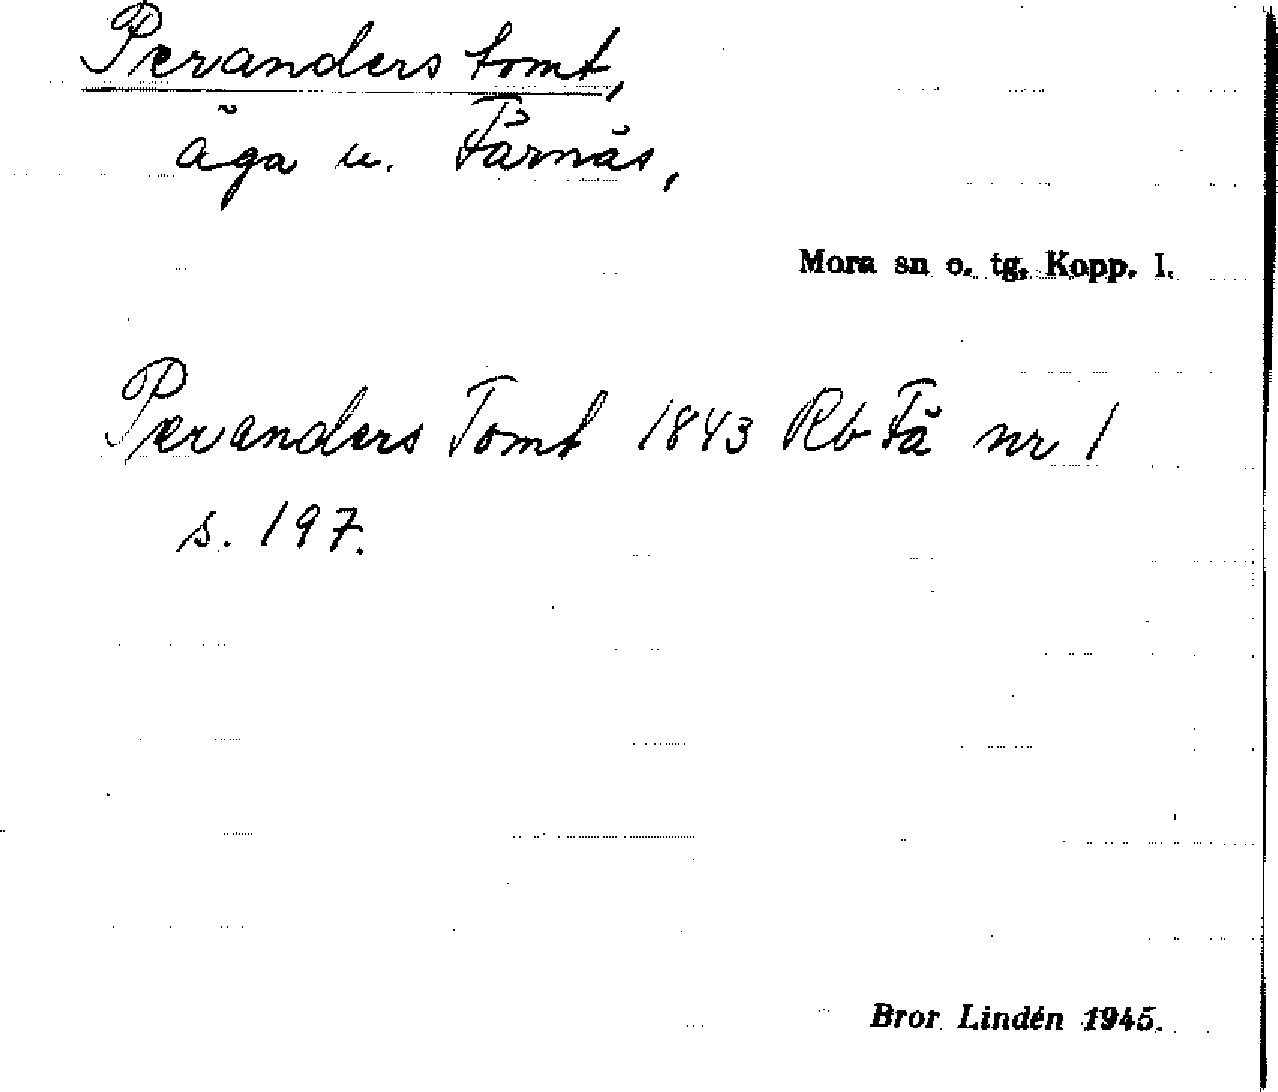 Peranders tomt,
äga u. Färnäs,
Mora sn o. tg. Kopp. l.
Peranders Tomt 1843 Rb Fä nr 1
s. 197.
Bror Lindén 1945.